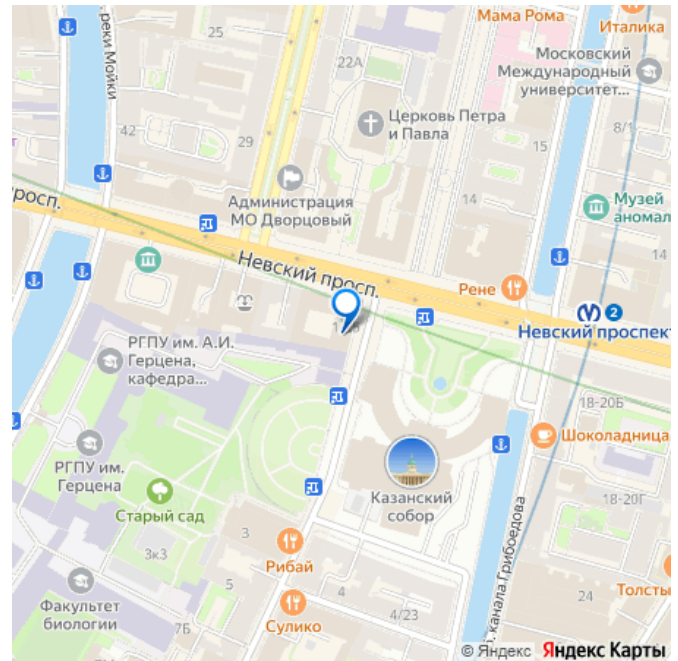 Мама Рома
Италика
реки Мойки
Московский
Международный
университет...
22А
Церковь Петра
и Павла
8/1
42
29
15
Администрация
МО Дворцовый
14
Музей
аномал
просп.
Невский просп.
Рене
2
Невский проспект
РГПУ им. А.И.
Герцена,
кафедра...
18-20Б
Шоколадница
РГПУ им.
Герцена
Казанский
собор
18-20Г
Старый сад
3
3к3
Рибай
5
4
Толсты
Факультет
биологии
7Б
Сулико
4/23
24
канала Грибоедова
© Яндекс Яндекс Карты